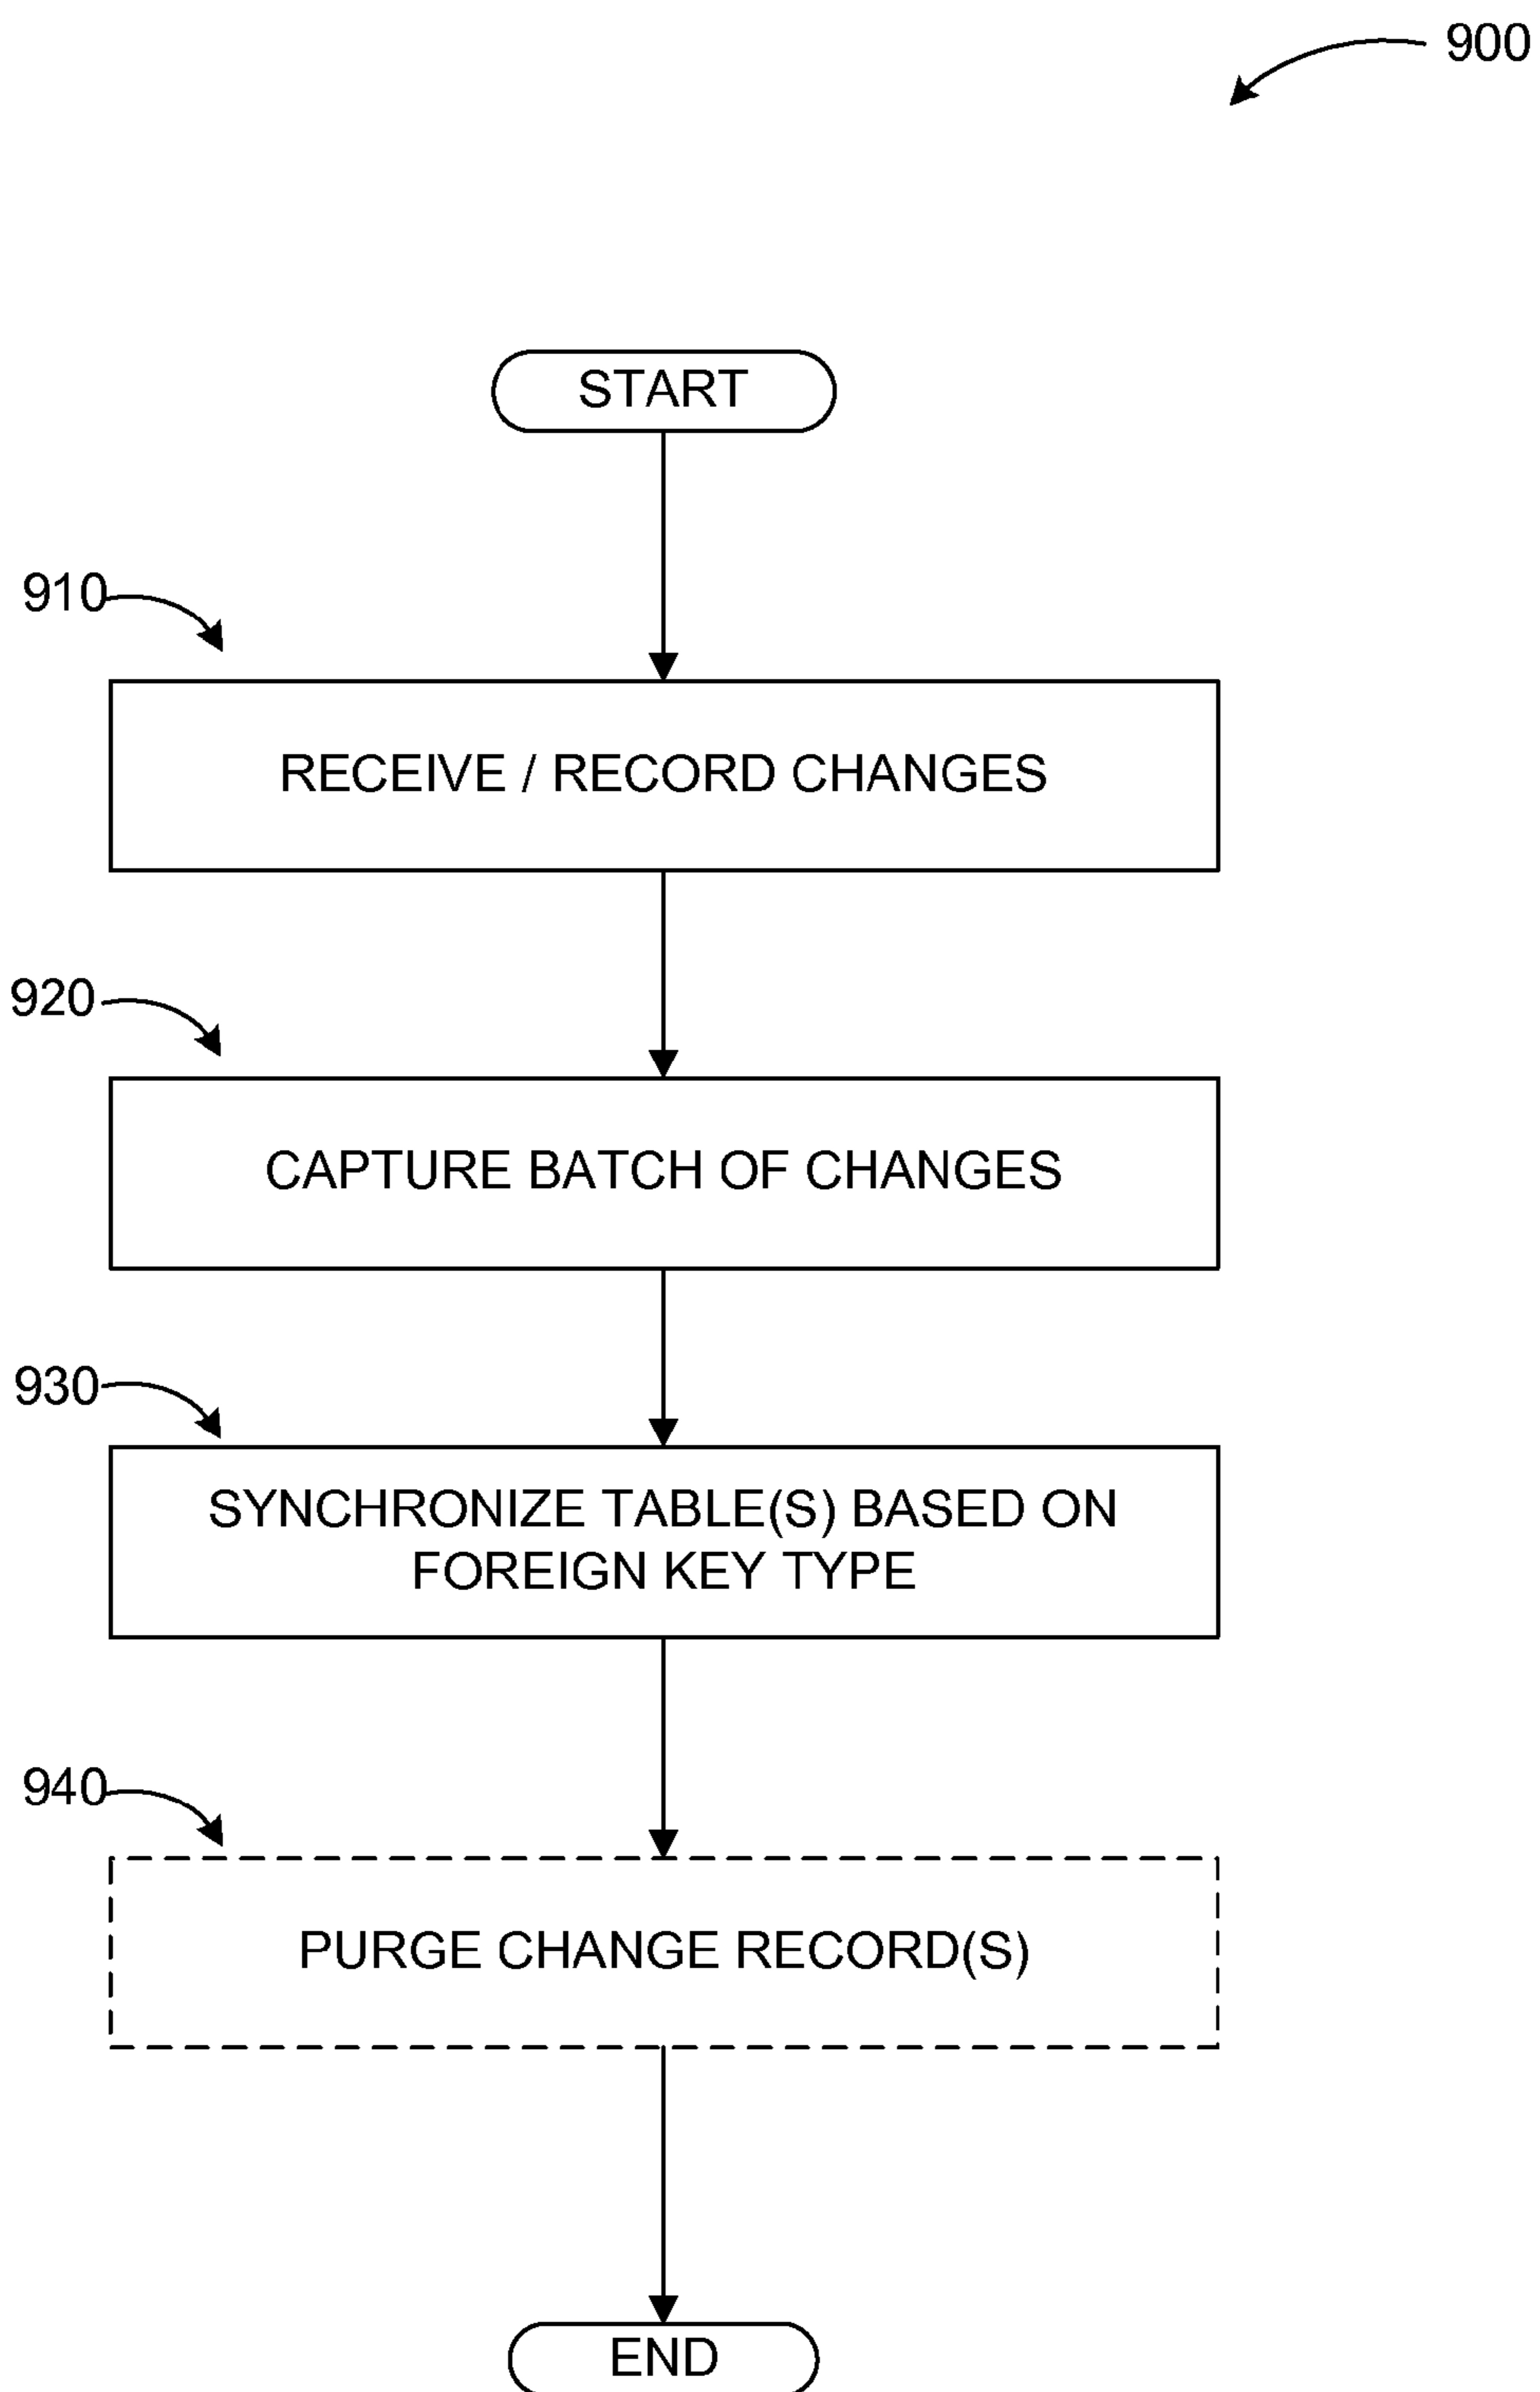 900
START
910
RECEIVE / RECORD CHANGES
920
CAPTURE BATCH OF CHANGES
930
SYNCHRONIZE TABLE(S) BASED ON
FOREIGN KEY TYPE
940
PURGE CHANGE RECORD(S)
END